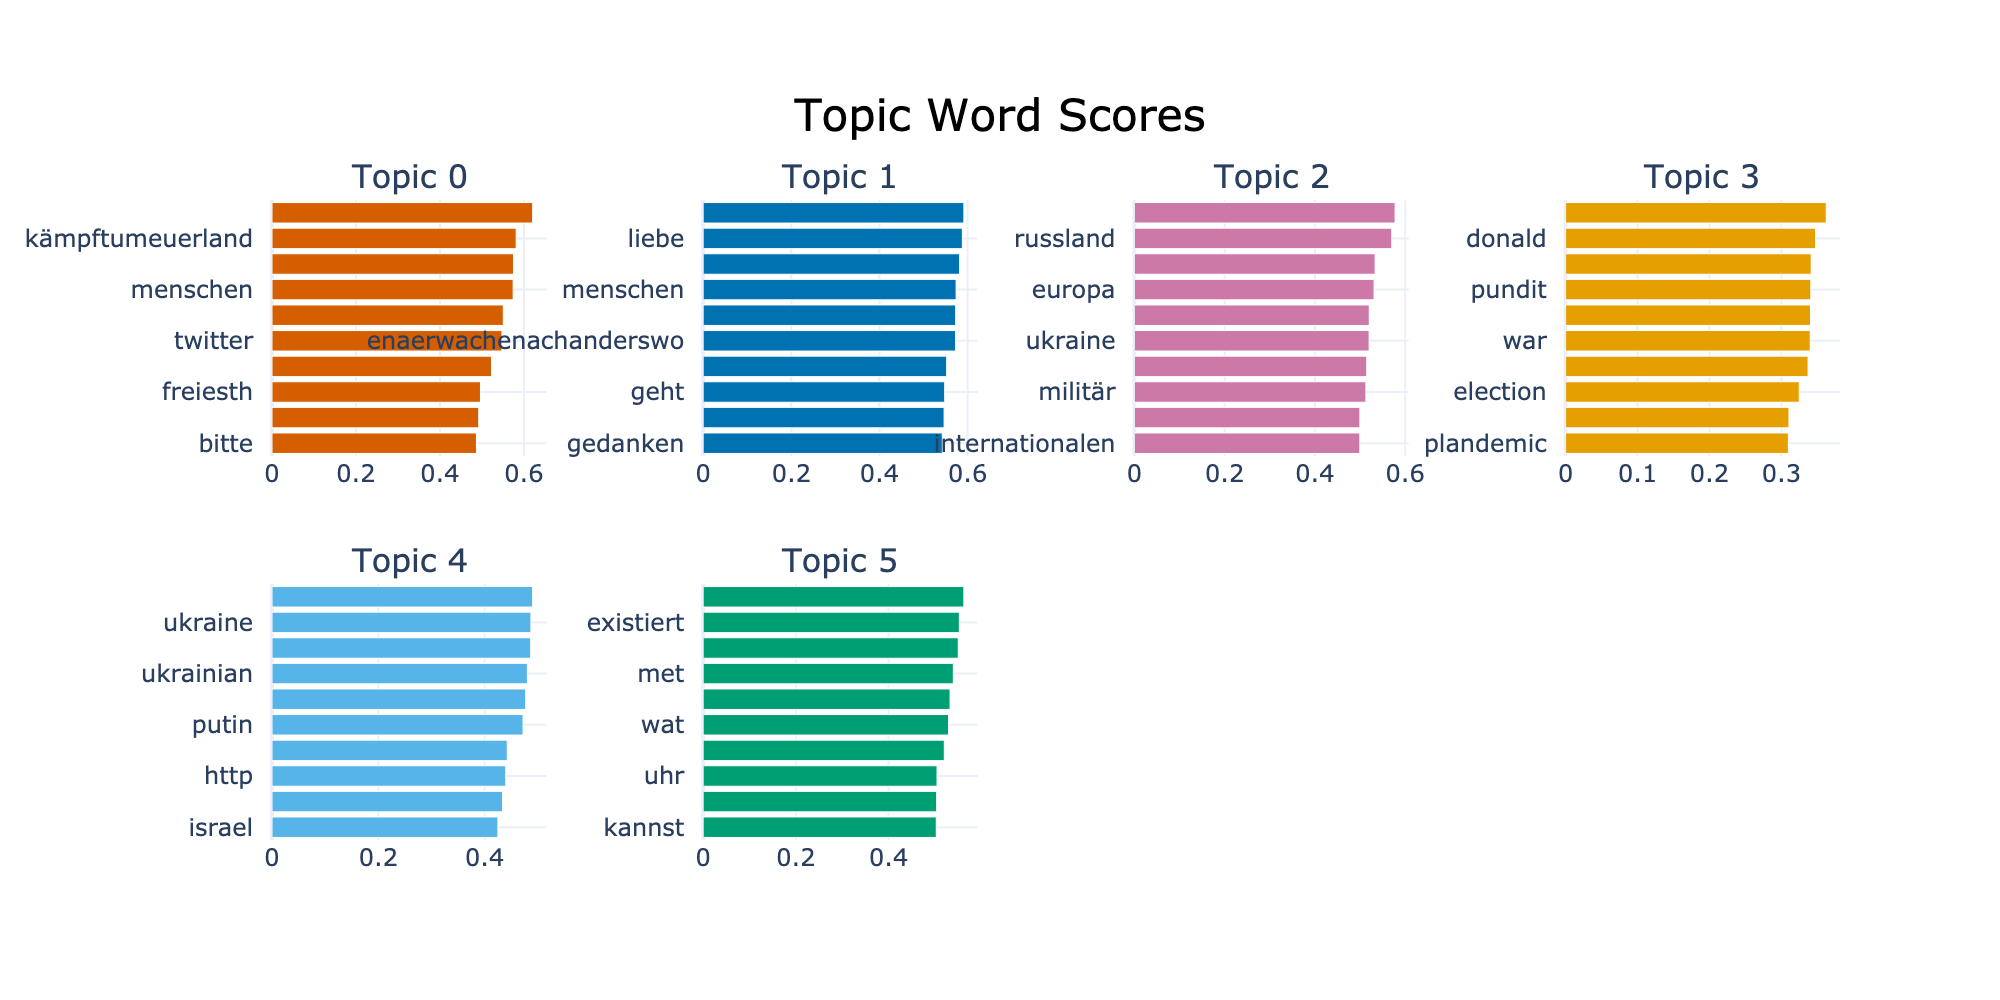 Topic Word Scores
Topic 0
kämpftumeuerland
menschen
twitter
freiesth
bitte
0 0.2 0.4 0.6
Topic 1
liebe
menschen
enaerwachenachanderswo
geht
gedanken
0 0.2 0.4 0.6
Topic 2
russland
europa
ukraine
militär
internationalen
0 0.2 0.4 0.6
Topic 3
donald
pundit
war
election
plandemic
0 0.1 0.2 0.3
Topic 4
ukraine
ukrainian
putin
http
israel
0 0.2 0.4
Topic 5
existiert
met
wat
uhr
kannst
0 0.2 0.4